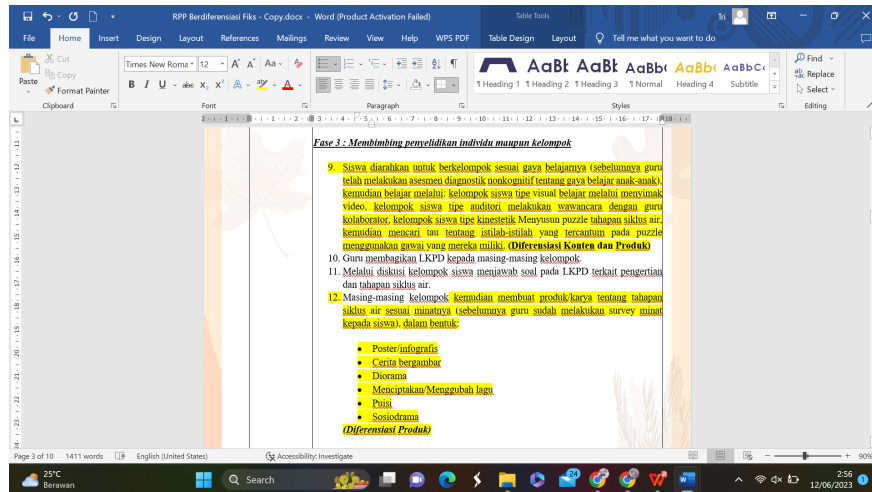 RPP Berdiferensiasi Fiks - Copy.docx - Word (Product Activation Failed)
Table Tools
Tri
File Home Insert Design Layout References Mailings Review View Help WPS PDF Table Design Layout Tell me what you want to do
Paste
Cut
Copy
Format Painter
Clipboard
Times New Roma 12
Font
Paragraph
AaBb AaBb AaBb( AaBb( AaBbCc
¶ Heading 1 ¶ Heading 2 ¶ Heading 3 ¶ Normal Heading 4 Subtitle
Styles
Find
Replace
Select
Editing
Fase 3 : Membimbing penyelidikan individu maupun kelompok
9. Siswa diarahkan untuk berkelompok sesuai gaya belajarnya (sebelumnya guru
telah melakukan asesmen diagnostik nonkognitif tentang gaya belajar anak-anak),
kemudian belajar melalui: kelompok siswa tipe visual belajar melalui menyimak
video, kelompok siswa tipe auditori melakukan wawancara dengan guru
kolaborator, kelompok siswa tipe kinestetik Menyusun puzzle tahapan siklus air,
kemudian mencari tau tentang istilah-istilah yang tercantum pada puzzle
menggunakan gawai yang mereka miliki. (Diferensiasi Konten dan Produk)
10. Guru membagikan LKPD kepada masing-masing kelompok.
11. Melalui diskusi kelompok siswa menjawab soal pada LKPD terkait pengertian
dan tahapan siklus air.
12. Masing-masing kelompok kemudian membuat produk/karya tentang tahapan
siklus air sesuai minatnya (sebelumnya guru sudah melakukan survey minat
kepada siswa), dalam bentuk:
• Poster/infografis
• Cerita bergambar
• Diorama
• Menciptakan/Menggubah lagu
• Puisi
• Sosiodrama
(Diferensiasi Produk)
Page 3 of 10 1411 words English (United States) Accessibility: Investigate 90%
25°C
Berawan
Search
2:56
12/06/2023